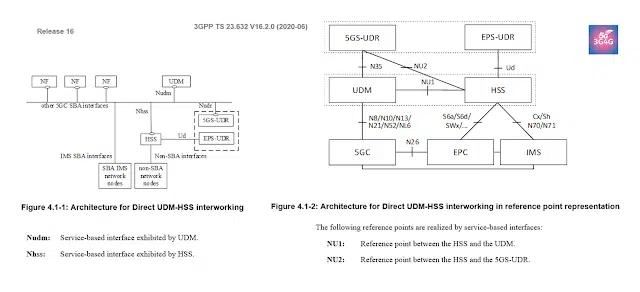 Release 16
3GPP TS 23.632 V16.2.0 (2020-06)
5G
3G4G
NF
NF
NF
UDM
Nudm
other 5GC SBA interfaces
Nhss
Nudr
5GS-UDR
HSS
Ud
EPS-UDR
IMS SBA interfaces
Non-SBA interfaces
SBA IMS
network
nodes
non-SBA
network
nodes
Figure 4.1-1: Architecture for Direct UDM-HSS interworking
Nudm: Service-based interface exhibited by UDM.
Nhss: Service-based interface exhibited by HSS.
5GS-UDR
EPS-UDR
N35
NU2
Ud
NU1
UDM
HSS
N8/N10/N13/
N21/N52/NL6
S6a/S6d/
SWx/...
Cx/Sh
N70/N71
N26
5GC
EPC
IMS
Figure 4.1-2: Architecture for Direct UDM-HSS interworking in reference point representation
The following reference points are realized by service-based interfaces:
NU1: Reference point between the HSS and the UDM.
NU2: Reference point between the HSS and the 5GS-UDR.